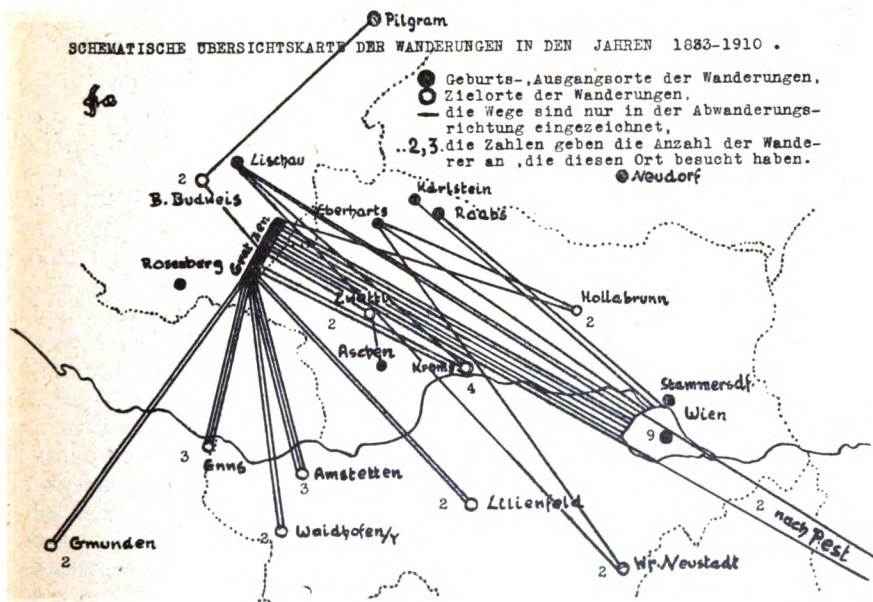 Pilgram
SCHEMATISCHE ÜBERSICHTSKARTE DER WANDERUNGEN IN DEN JAHREN 1883-1910 .
Geburts-,Ausgangsorte der Wanderungen,
Zielorte der Wanderungen,
die Wege sind nur in der Abwanderungs-
richtung eingezeichnet,
..2,3. die Zahlen geben die Anzahl der Wande-
rer an ,die diesen Ort besucht haben.
Neudorf
Lischau
2
B. Budweis
Karlstein
Raabs
Eberharts
Gratzen
Rosenberg
Zwettl
2
Hollabrunn
2
Aschen
Krems
4
Stammersdf.
Wien
9
3
Enns
3
Amstetten
2
Lilienfeld
2
Waidhofen/Y
2
nach Pest
Gmunden
2
2
Wr. Neustadt